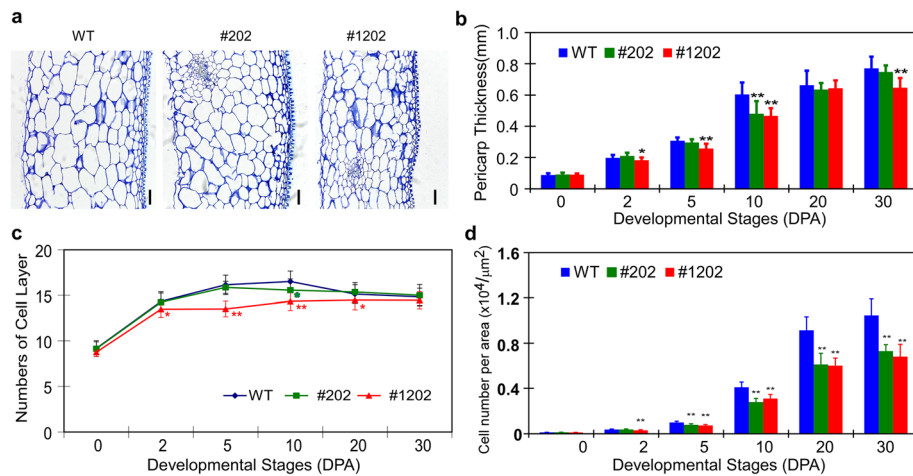 a
WT #202 #1202
b
Pericarp Thickness(mm)
1.0
0.8
0.6
0.4
0.2
0
WT #202 #1202
* ** ** ** **
0 2 5 10 20 30
Developmental Stages (DPA)
c
Numbers of Cell Layer
20
15
10
5
0
* ** * ** *
WT #202 #1202
0 2 5 10 20 30
Developmental Stages (DPA)
d
Cell number per area (x10⁴/µm²)
1.6
1.2
0.8
0.4
0
WT #202 #1202
** ** ** ** ** ** ** ** **
0 2 5 10 20 30
Developmental Stages (DPA)